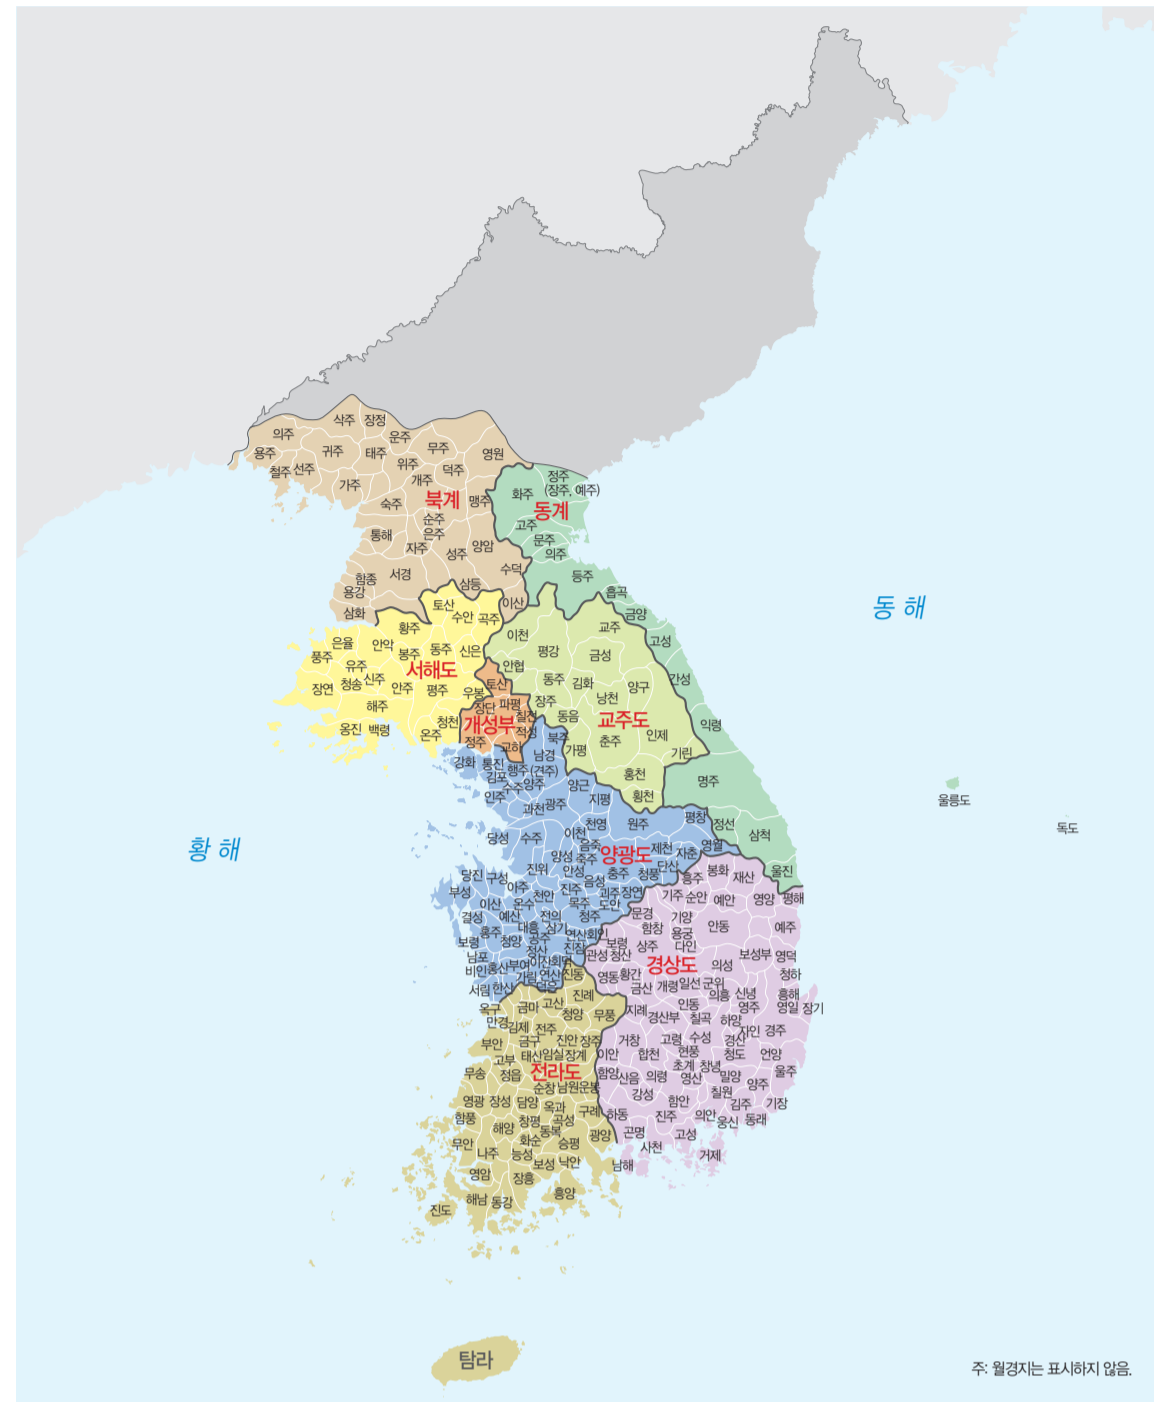 삭주 장정
의주 운주
용주 귀주 태주 무주 영원
철주 선주 위주 덕주
가주 개주
숙주 북계 맹주
순주
통해 은주
자주 성주 양암
함종 서경 수덕
용강 삼등
삼화 이산
정주
화주 (장주, 예주)
동계
고주
문주
의주
등주
흡곡
금양
고성
간성
익령
명주
정선 삼척
울진
울릉도
독도
동 해
황 해
토산
수안 곡주
황주
은율 안악 봉주 동주 신은
풍주 유주 서해도
장연 청송 신주 안주 평주 우봉
해주
옹진 백령 온주 청천
이천 교주
평강 금성
안협
동주 김화 양구
낭천
장주 동음 교주도
춘주 인제
가평 기린
홍천
횡천
토산
장단 파평
칠전
개성부 적성
정주 교하
북주
남경
강화 통진 행주 (견주)
김포 수주 양주 양근
인주 과천 광주 지평
당성 수주 이천 천영 원주 평창
음죽
양성 죽주 양광도 제천 자춘 영월
진위 안성 충주 청풍 단산
당진 구성 아주 음성
부성 천안 진주 괴주 장연
이산 온수 목주 도안
결성 예산 전의 청주
홍주 대흥 삼기 연산 회인
보령 청양 공주
정산 진잠
남포 이잔 회덕
비인 홍산 부여
가림 연산 진동
서림 한산 덕은
흥주 봉화 재산
기주 순안 예안 영양 평해
문경 기양
함창 용궁 안동 예주
보령 상주 다인
관성 청산 경상도 의성 보성부 영덕
영동 황간 청하
금산 개령 일선 군위
의흥 신녕 흥해
지례 인동 영주 영일 장기
경산부 칠곡 하양
자인 경주
거창 고령 수성 경산
이안 합천 현풍 청도 언양
초계 창녕
함양 산음 의령 영산 밀양 울주
양주
강성 칠원
함안 김주 기장
하동 진주 의안 웅신 동래
곤명 고성
사천
남해 거제
옥구 금마 고산 진례
청양 무풍
만경 김제 전주
부안 금구 진안 장주
고부 태산 임실 장계
무송 정읍 전라도
순창 남원 운봉
영광 장성 담양 옥과
함풍 창평 곡성 구례
해양 동복
화순 광양
무안 나주 능성 승평
보성 낙안
영암 장흥
해남 동강 흥양
진도
탐라
주: 월경지는 표시하지 않음.